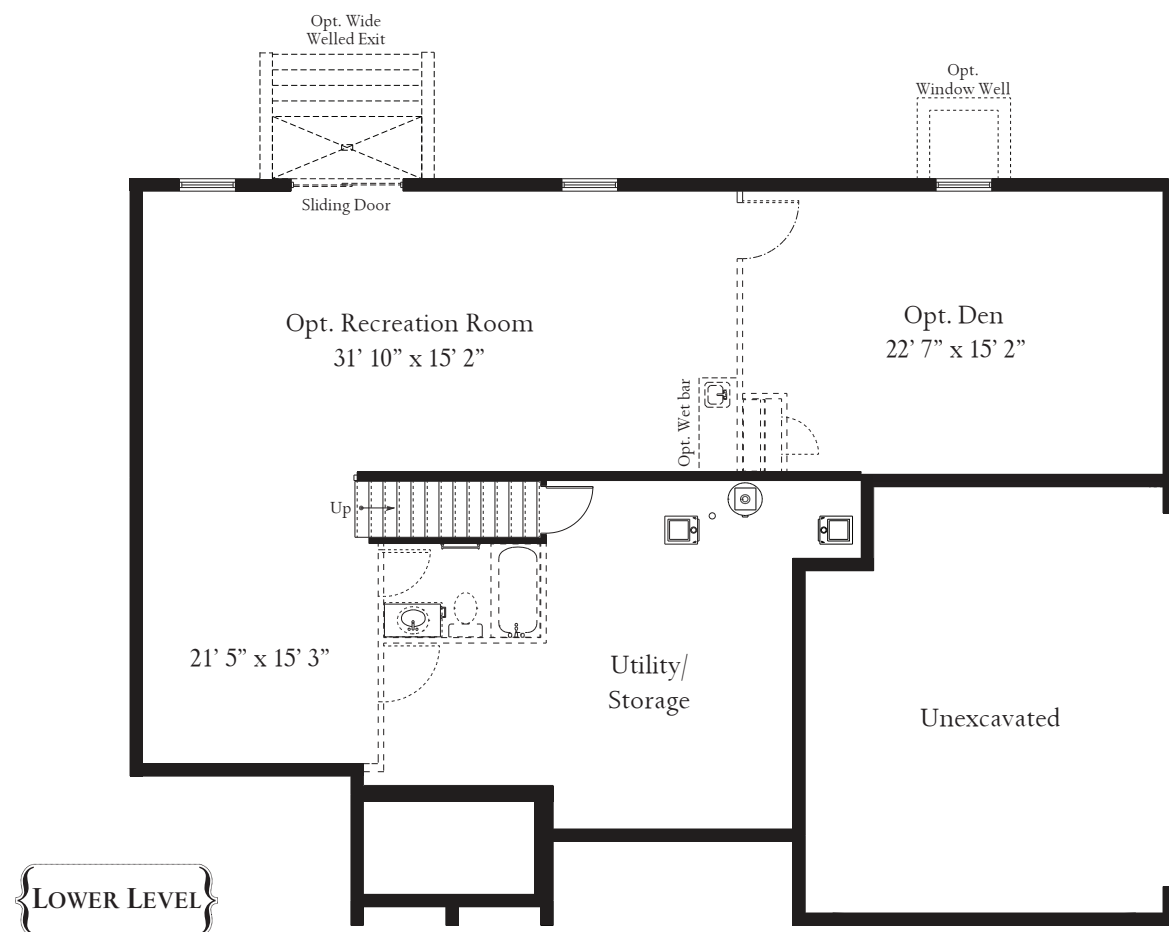 Opt. Wide
Welled Exit
Opt.
Window Well
Sliding Door
Opt. Recreation Room
31’ 10” x 15’ 2”
Opt. Den
22’ 7” x 15’ 2”
Opt. Wet bar
Up
21’ 5” x 15’ 3”
Utility/
Storage
Unexcavated
LOWER LEVEL